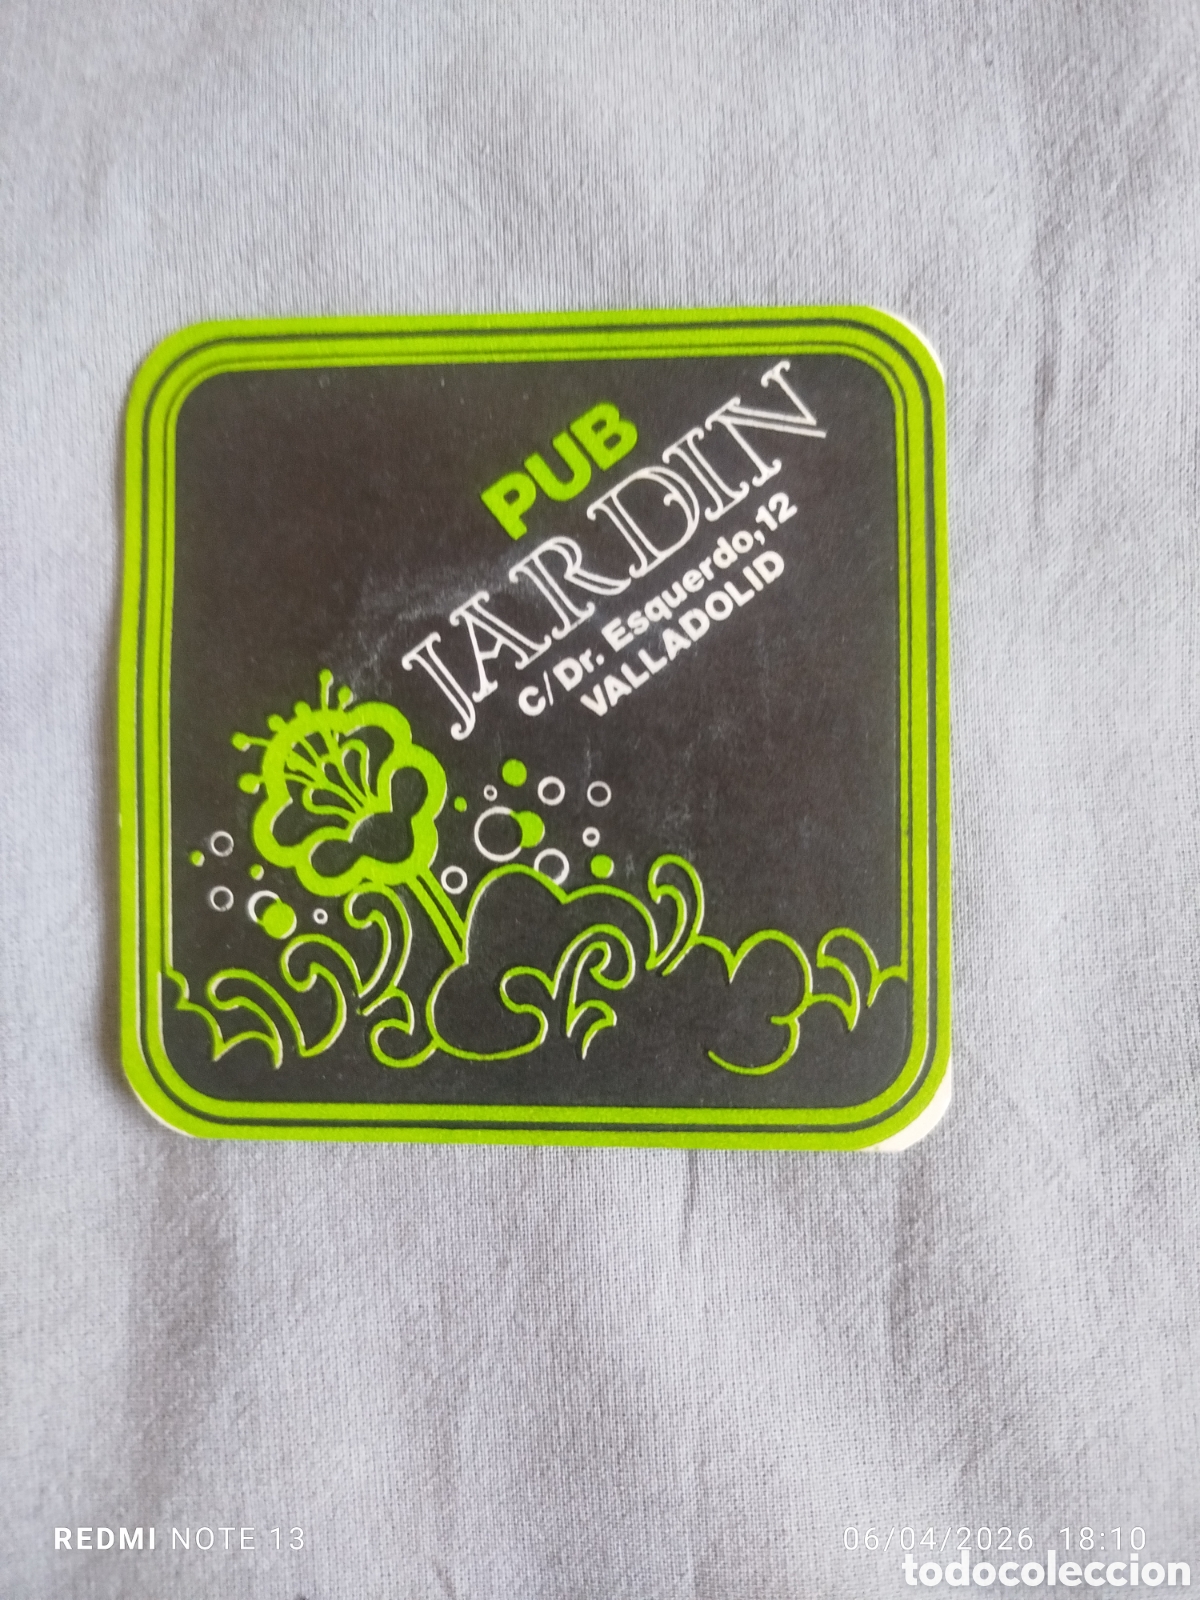 PUB
JARDIN
C/Dr. Esquerdo, 12
VALLADOLID
REDMI NOTE 13
06/04/2026 18:10
todocoleccion